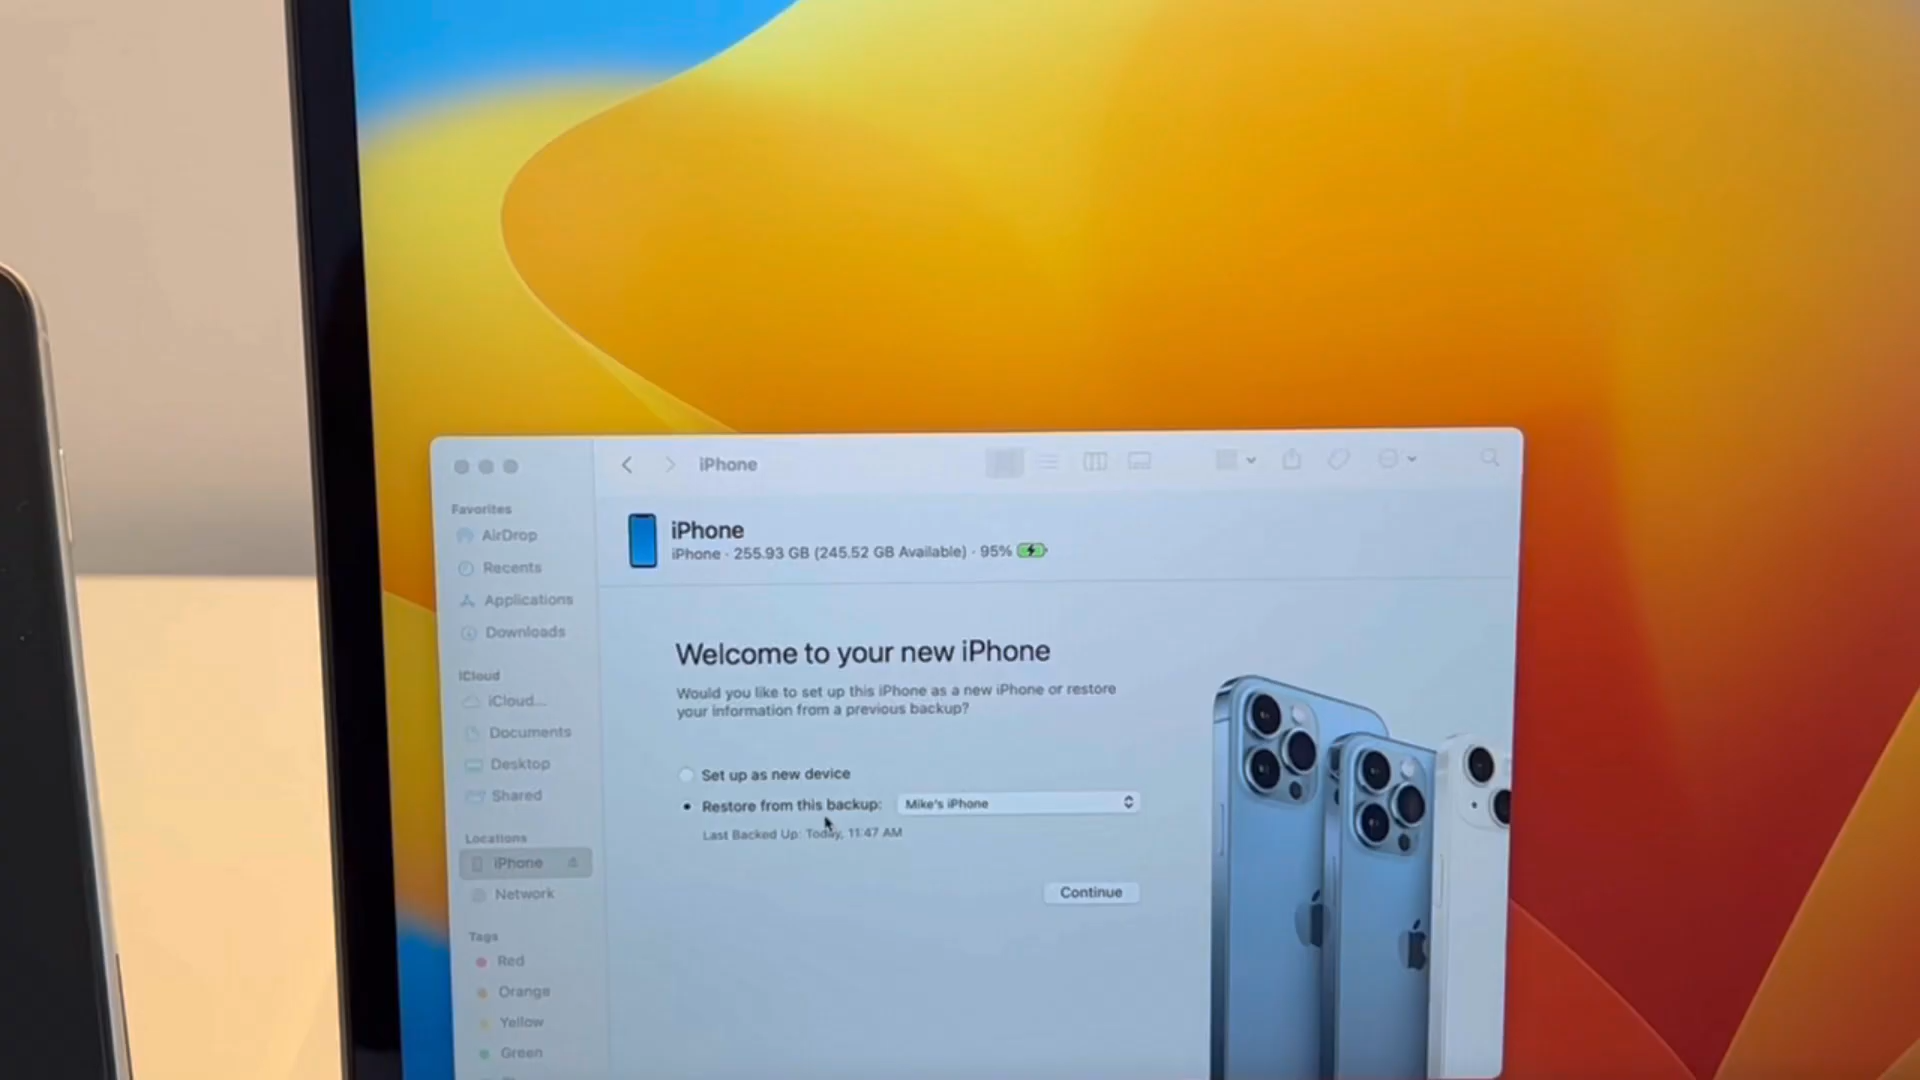 iPhone
Favorites
AirDrop
Recents
Applications
Downloads
iCloud
iCloud...
Documents
Desktop
Shared
Locations
iPhone
Network
Tags
Red
Orange
Yellow
Green
iPhone
iPhone · 255.93 GB (245.52 GB Available) · 95%
Welcome to your new iPhone
Would you like to set up this iPhone as a new iPhone or restore
your information from a previous backup?
Set up as new device
Restore from this backup: Mike's iPhone
Last Backed Up: Today, 11:47 AM
Continue